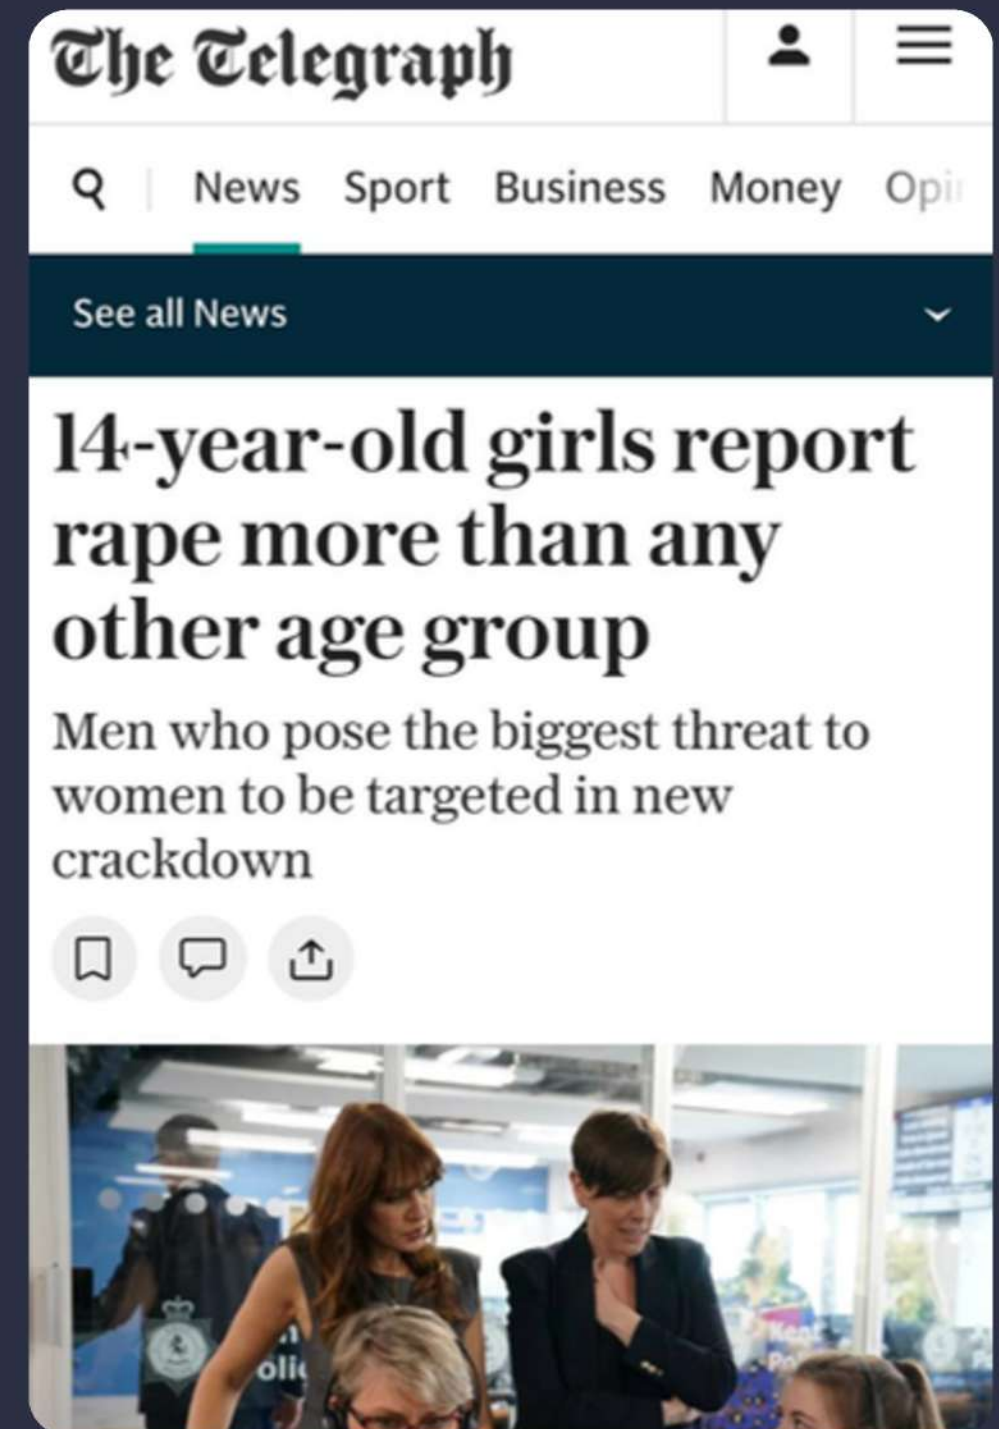 The Telegraph
News Sport Business Money
See all News
14-year-old girls report
rape more than any
other age group
Men who pose the biggest threat to
women to be targeted in new
crackdown
Kent